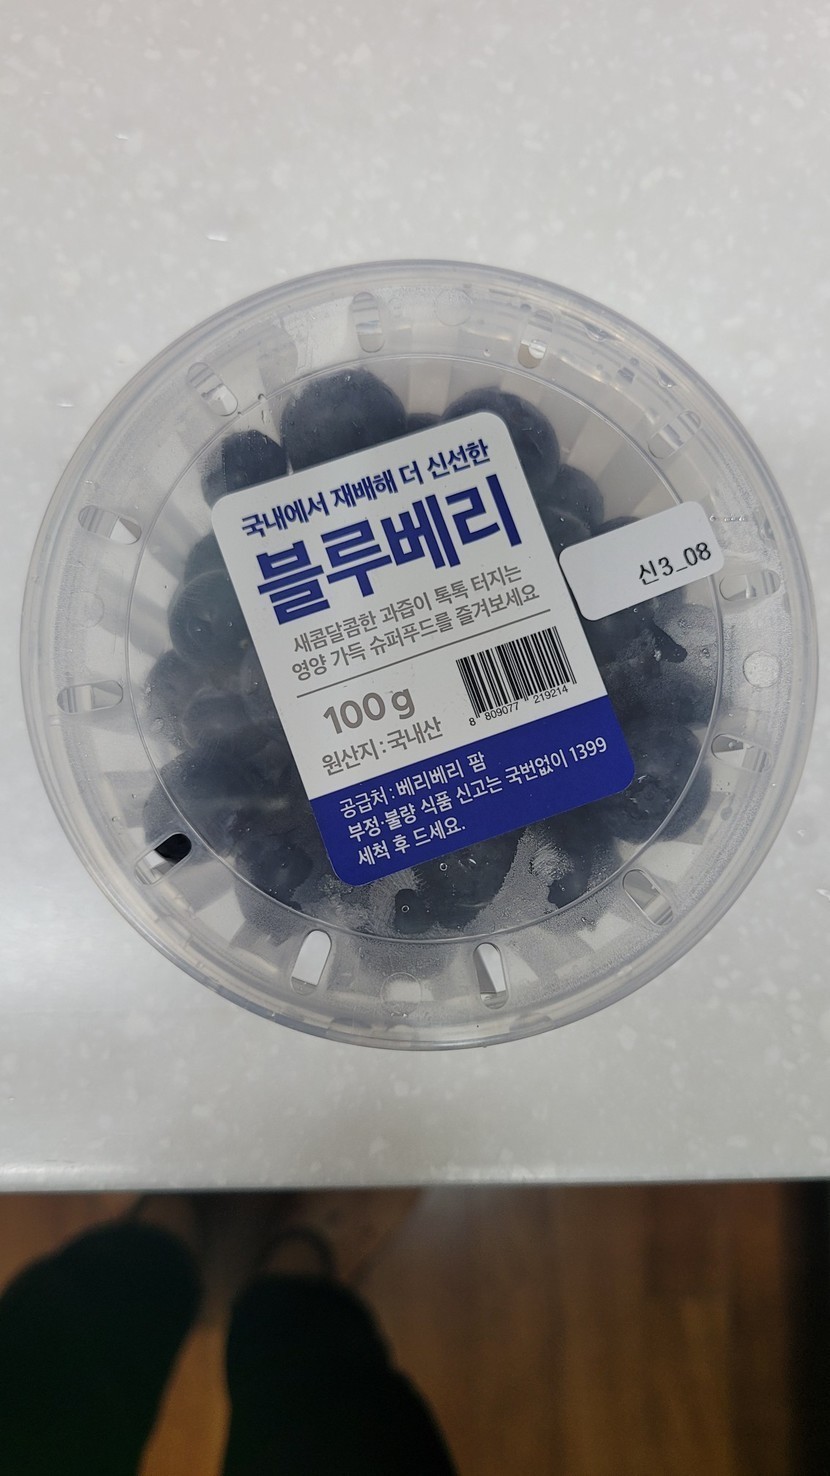 국내에서 재배해 더 신선한
블루베리
새콤달콤한 과즙이 톡톡 터지는
영양 가득 슈퍼푸드를 즐겨보세요
100 g
원산지:국내산
8 809077 219214
공급처:베리베리 팜
부정·불량 식품 신고는 국번없이 1399
세척 후 드세요.
신3_08